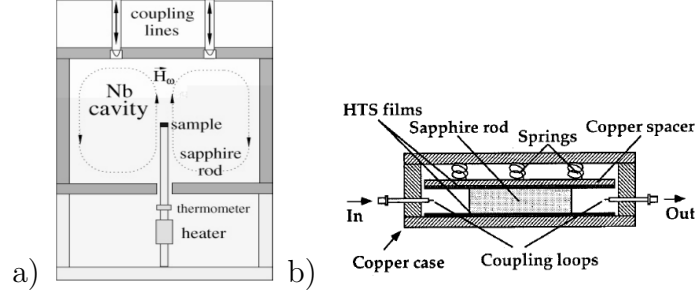 coupling
lines
H⃗ω
Nb
cavity
sample
sapphire
rod
thermometer
heater
a)
HTS films
Sapphire rod
Springs
Copper spacer
In
Out
Copper case
Coupling loops
b)